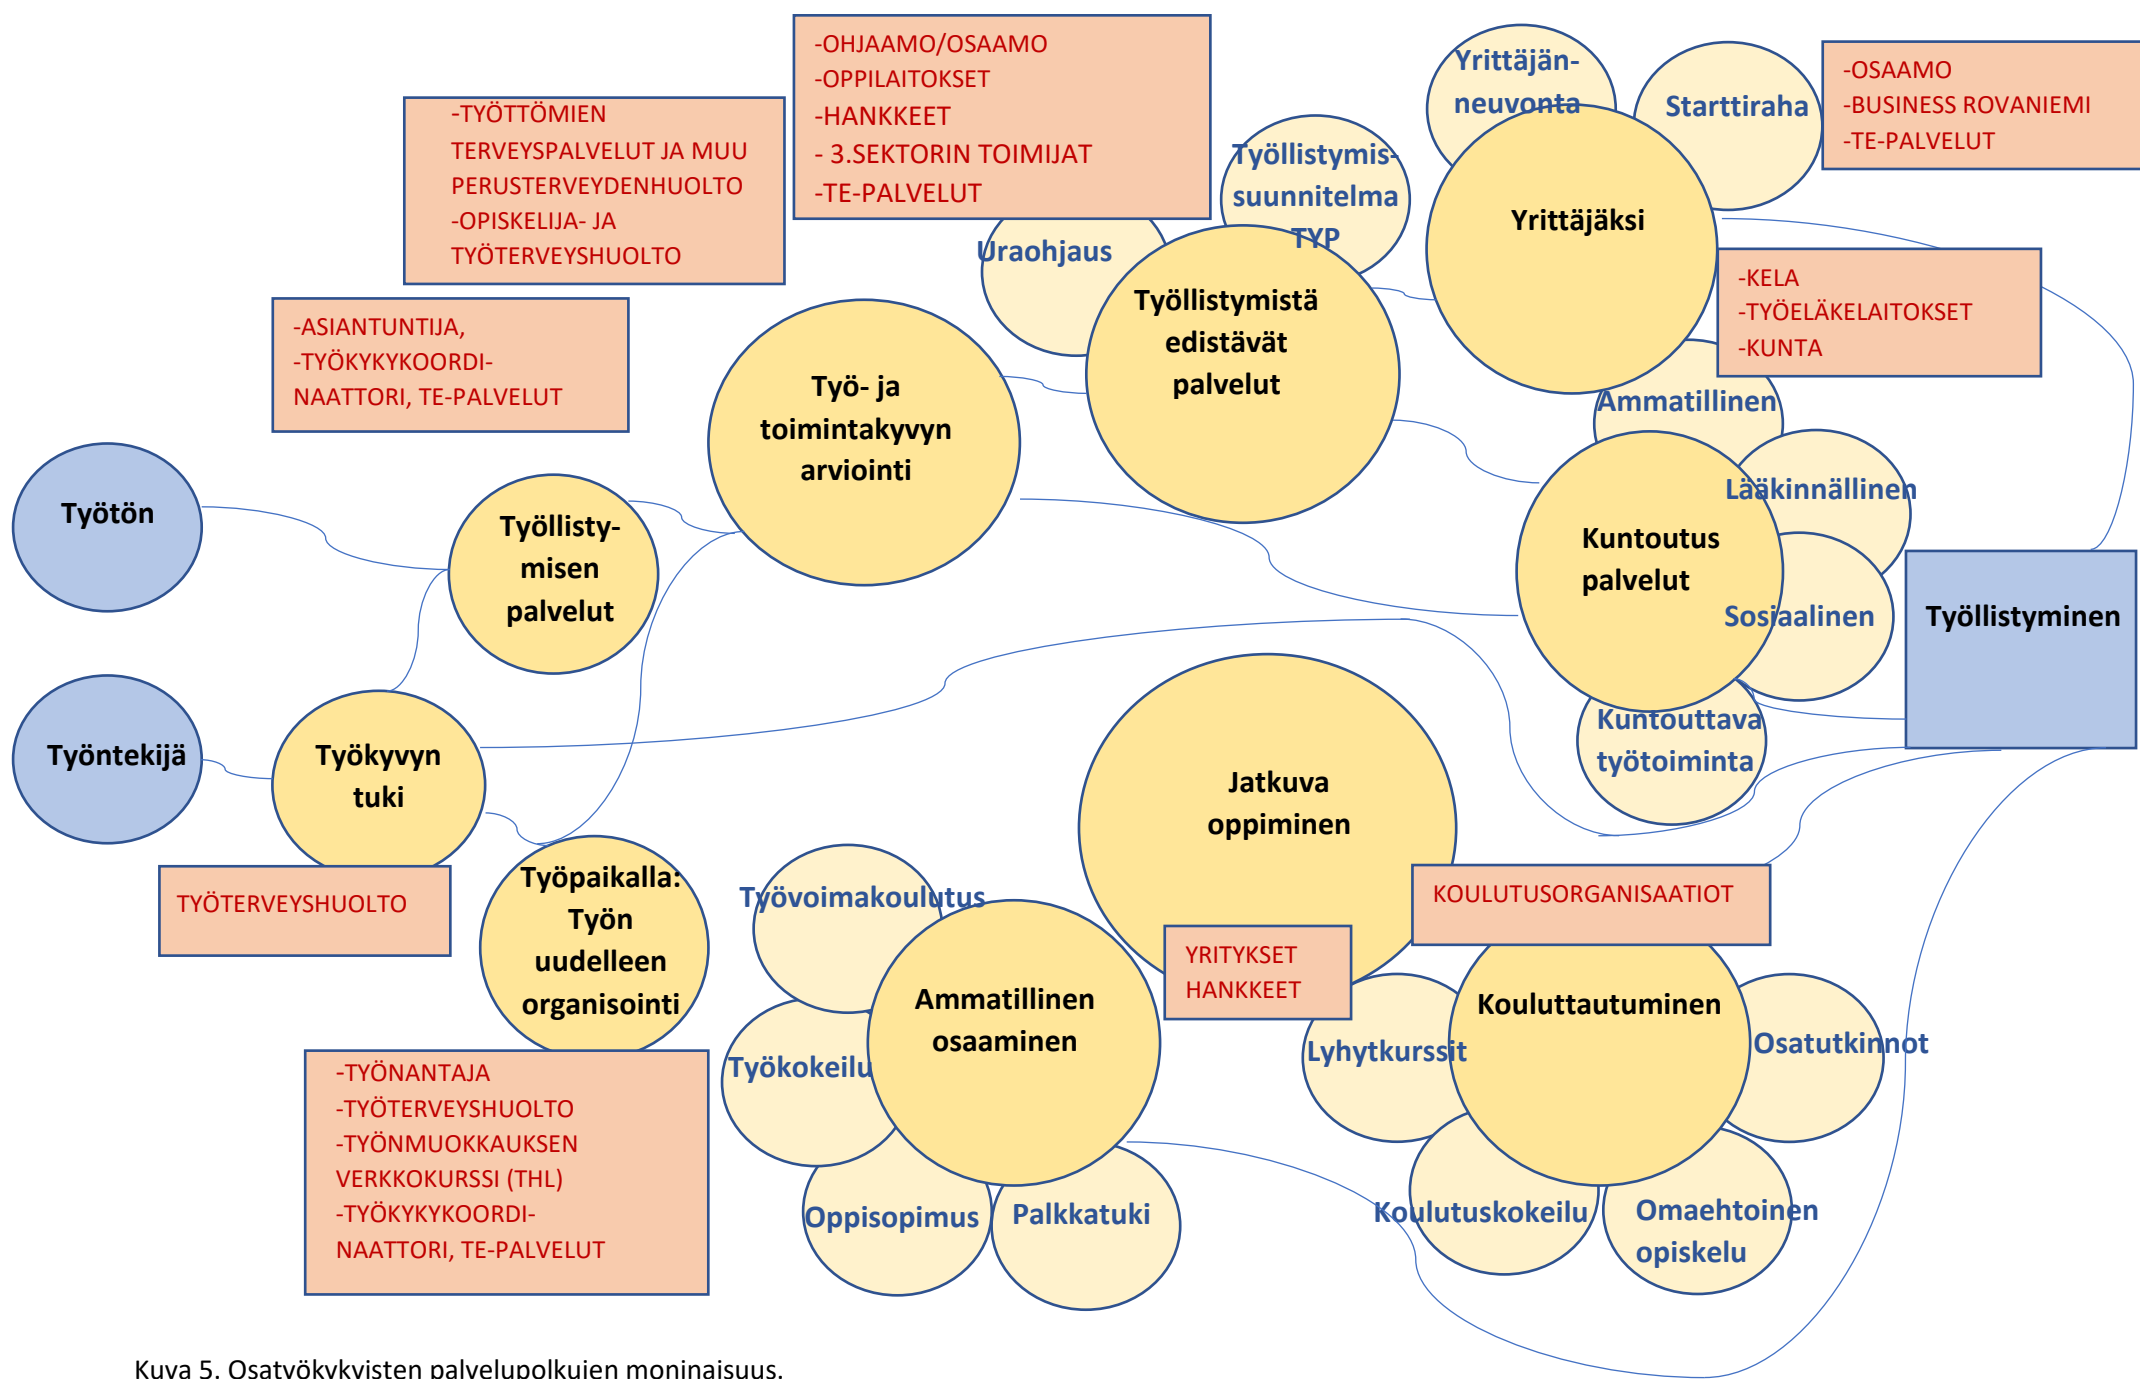 -OHJAAMO/OSAAMO
-OPPILAITOKSET
-HANKKEET
- 3.SEKTORIN TOIMIJAT
-TE-PALVELUT
Yrittäjän-
neuvonta
Starttiraha
-OSAAMO
-BUSINESS ROVANIEMI
-TE-PALVELUT
-TYÖTTÖMIEN
TERVEYSPALVELUT JA MUU
PERUSTERVEYDENHUOLTO
-OPISKELIJA- JA
TYÖTERVEYSHUOLTO
Työllistymis-
suunnitelma
TYP
Uraohjaus
Yrittäjäksi
-KELA
-TYÖELÄKELAITOKSET
-KUNTA
-ASIANTUNTIJA,
-TYÖKYKYKOORDI-
NAATTORI, TE-PALVELUT
Työllistymistä
edistävät
palvelut
Työ- ja
toimintakyvyn
arviointi
Ammatillinen
Lääkinnällinen
Sosiaalinen
Kuntoutus
palvelut
Kuntouttava
työtoiminta
Työtön
Työllisty-
misen
palvelut
Työllistyminen
Työntekijä
Työkyvyn
tuki
TYÖTERVEYSHUOLTO
Työpaikalla:
Työn
uudelleen
organisointi
-TYÖNANTAJA
-TYÖTERVEYSHUOLTO
-TYÖNMUOKKAUKSEN
VERKKOKURSSI (THL)
-TYÖKYKYKOORDI-
NAATTORI, TE-PALVELUT
Jatkuva
oppiminen
YRITYKSET
HANKKEET
KOULUTUSORGANISAATIOT
Työvoimakoulutus
Ammatillinen
osaaminen
Työkokeilu
Oppisopimus
Palkkatuki
Kouluttautuminen
Lyhytkurssit
Osatutkinnot
Koulutuskokeilu
Omaehtoinen
opiskelu
Kuva 5. Osatyökykyisten palvelupolkujen moninaisuus.